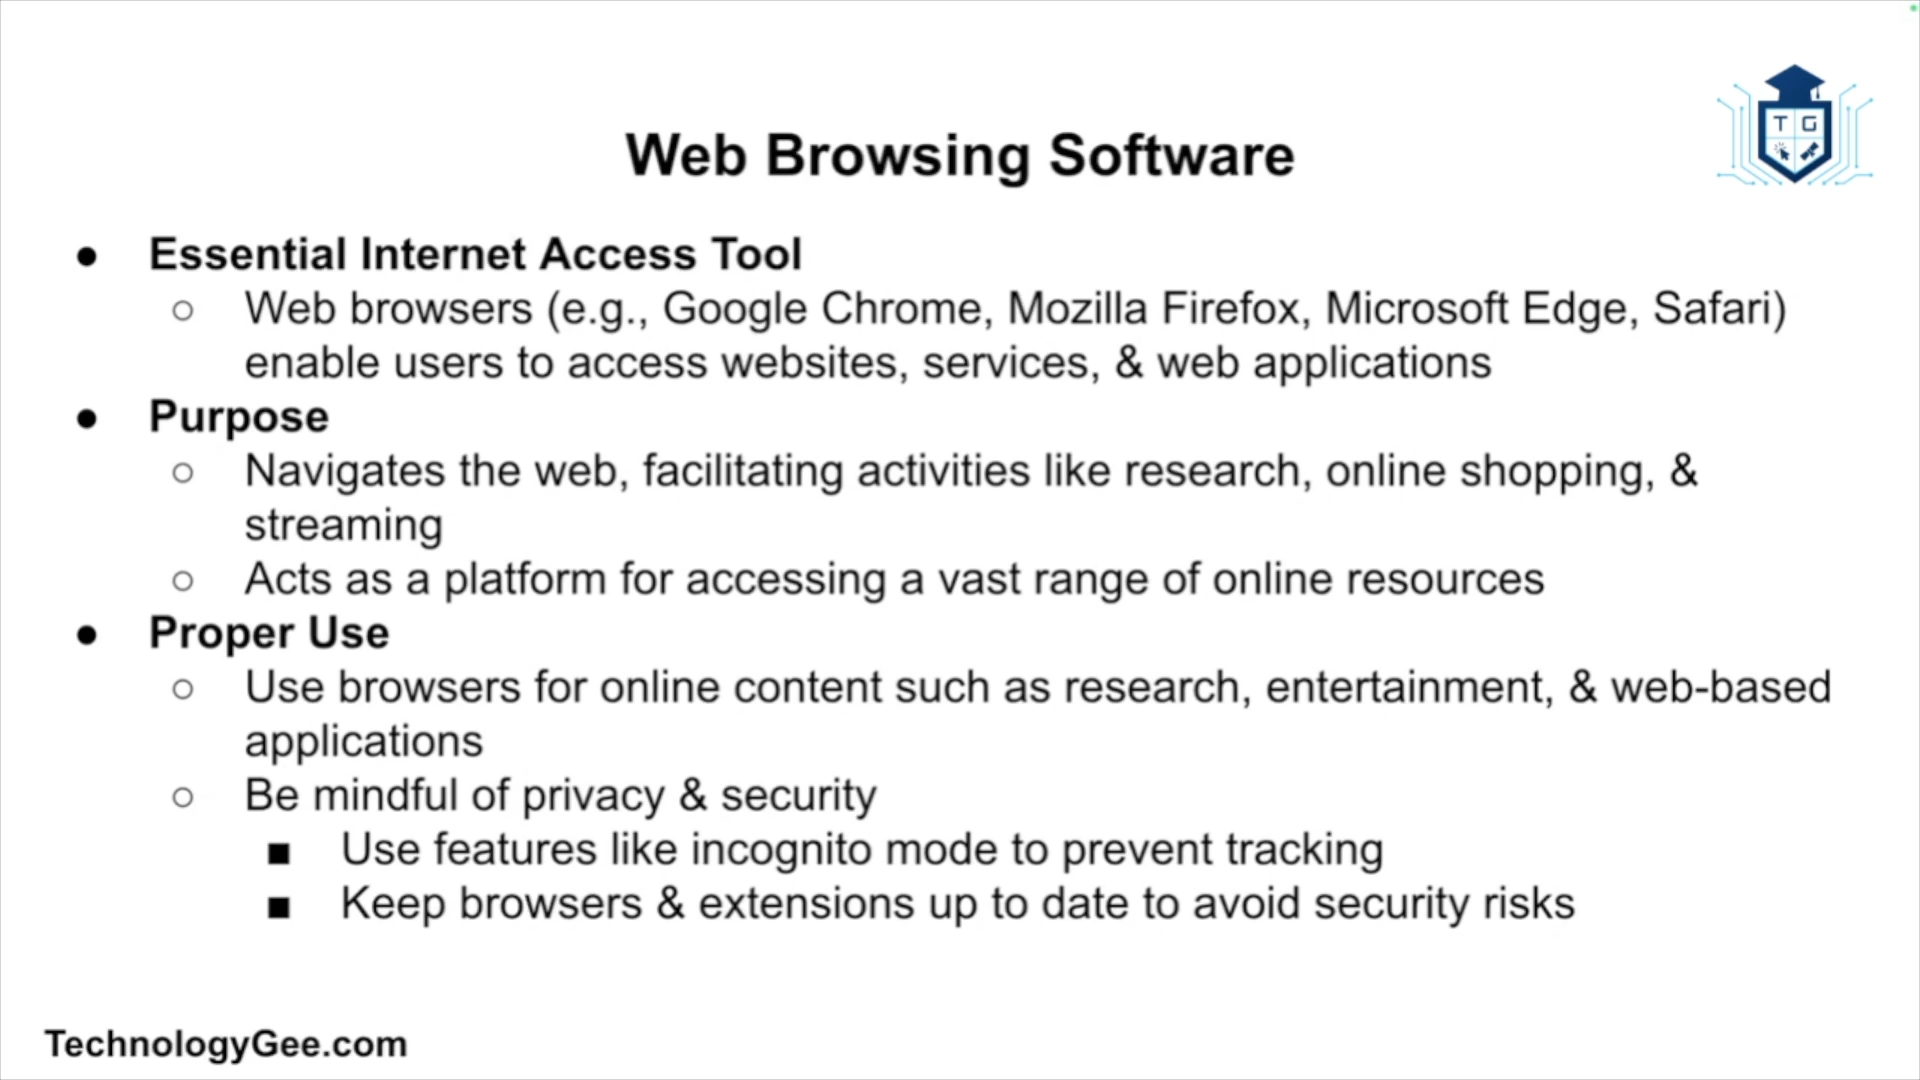 T G
Web Browsing Software
● Essential Internet Access Tool
○ Web browsers (e.g., Google Chrome, Mozilla Firefox, Microsoft Edge, Safari)
enable users to access websites, services, & web applications
● Purpose
○ Navigates the web, facilitating activities like research, online shopping, &
streaming
○ Acts as a platform for accessing a vast range of online resources
● Proper Use
○ Use browsers for online content such as research, entertainment, & web-based
applications
○ Be mindful of privacy & security
■ Use features like incognito mode to prevent tracking
■ Keep browsers & extensions up to date to avoid security risks
TechnologyGee.com